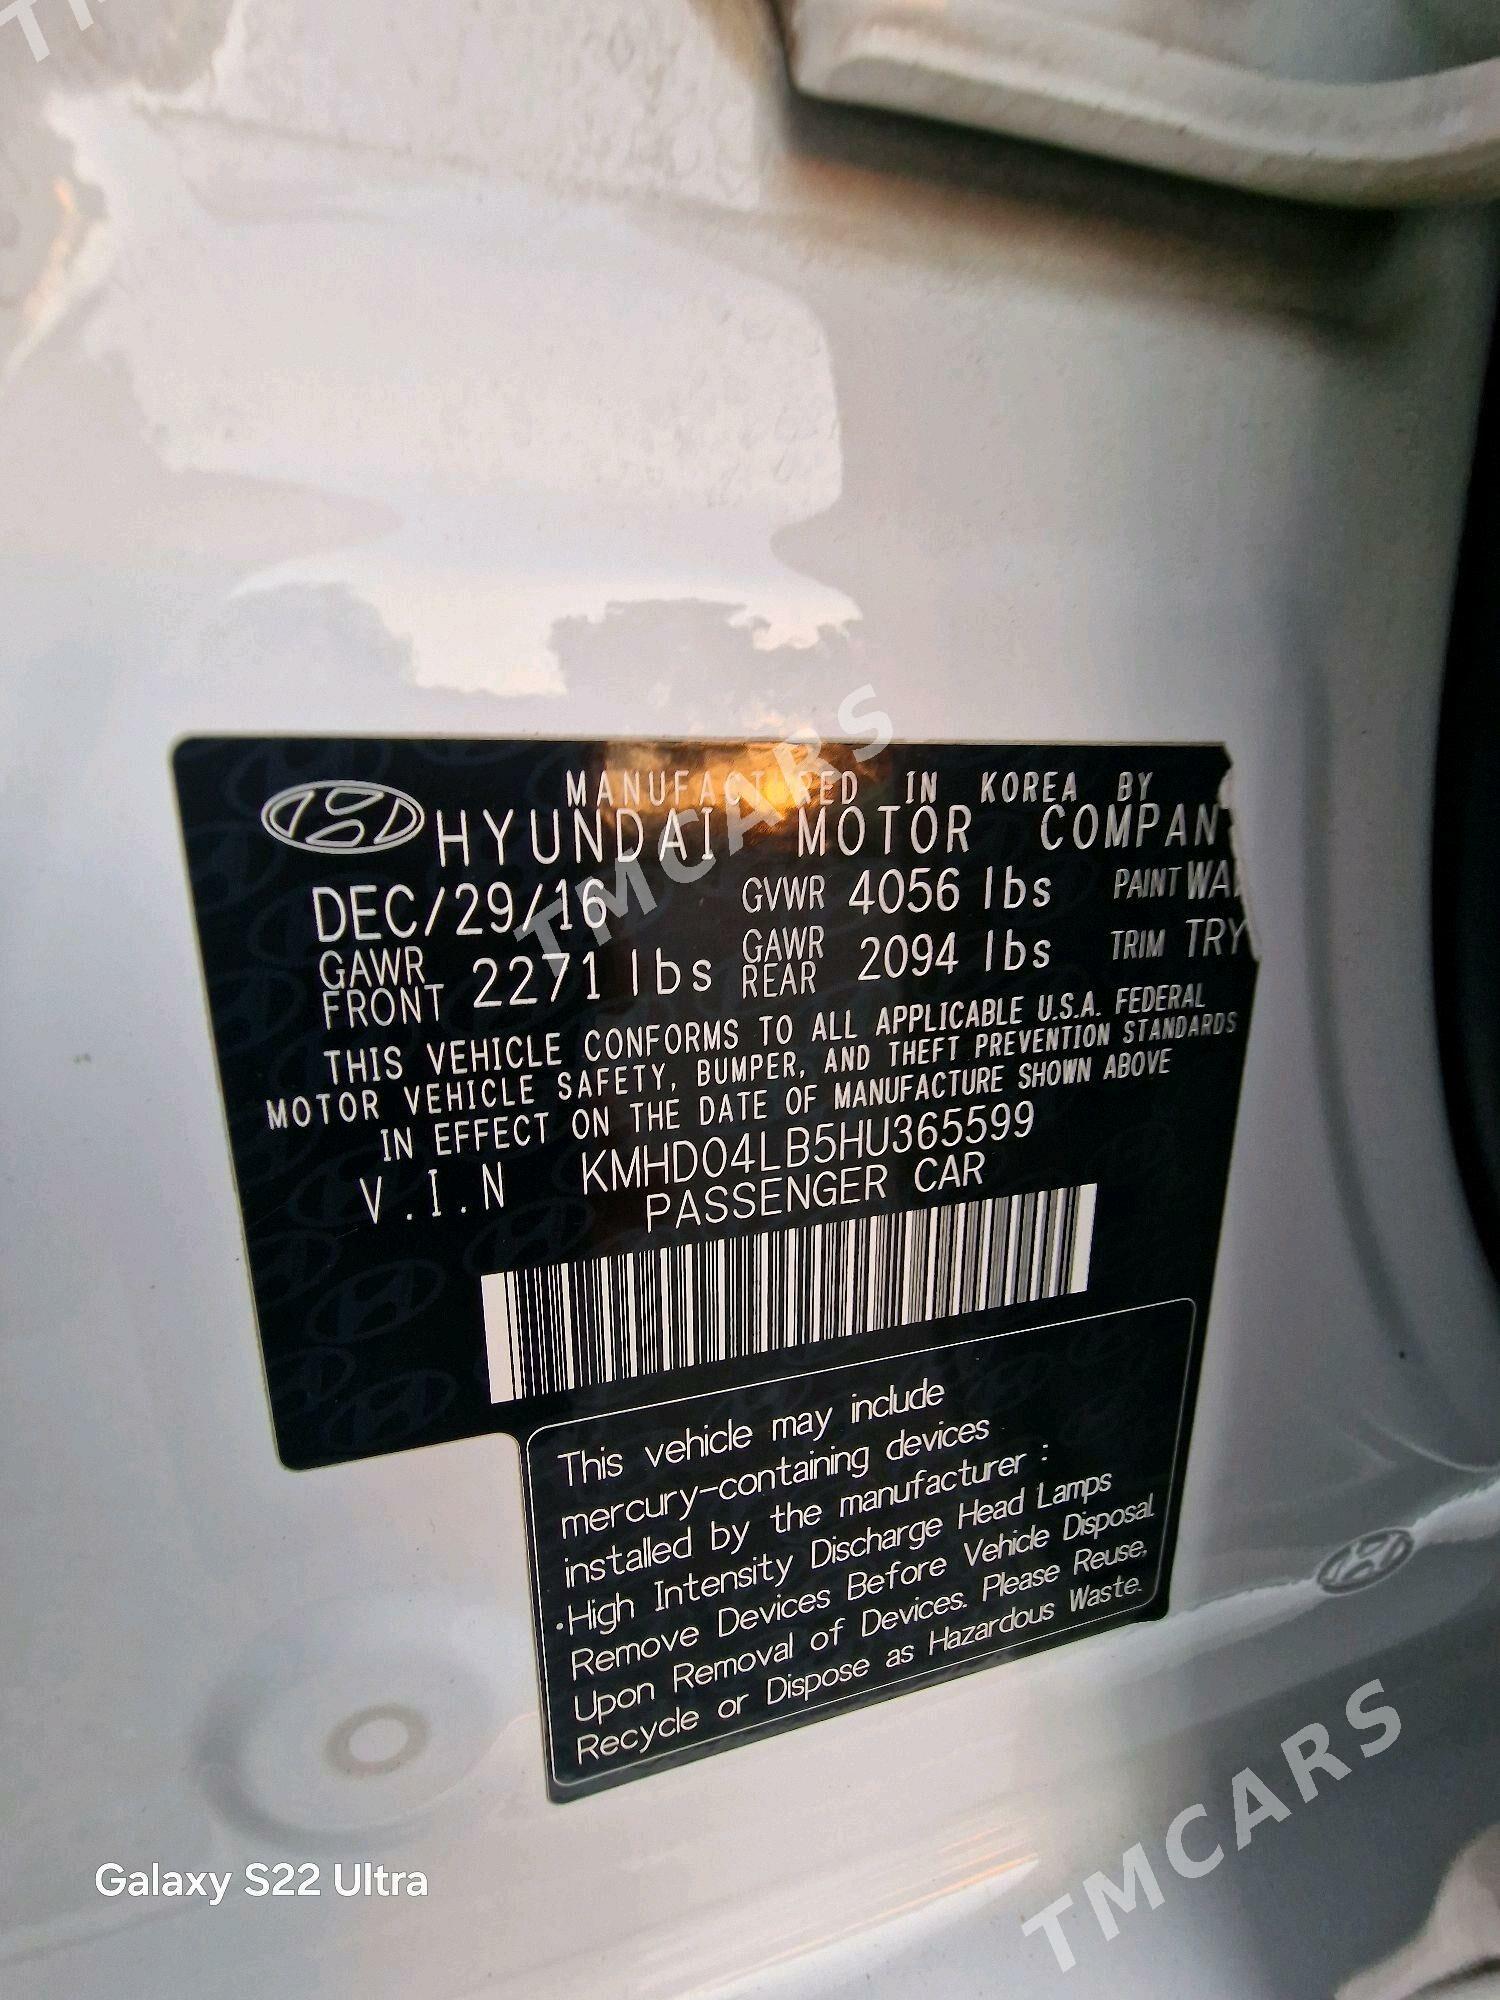 MANUFACTURED IN KOREA BY
HYUNDAI MOTOR COMPAN
DEC/29/16 GVWR 4056 lbs PAINT WA
GAWR FRONT 2271 lbs GAWR REAR 2094 lbs TRIM TRY
THIS VEHICLE CONFORMS TO ALL APPLICABLE U.S.A. FEDERAL
MOTOR VEHICLE SAFETY, BUMPER, AND THEFT PREVENTION STANDARDS
IN EFFECT ON THE DATE OF MANUFACTURE SHOWN ABOVE
V.I.N KMHD04LB5HU365599
PASSENGER CAR
This vehicle may include
mercury-containing devices
installed by the manufacturer :
·High Intensity Discharge Head Lamps
Remove Devices Before Vehicle Disposal.
Upon Removal of Devices. Please Reuse,
Recycle or Dispose as Hazardous Waste.
Galaxy S22 Ultra
TMCARS
TMCARS